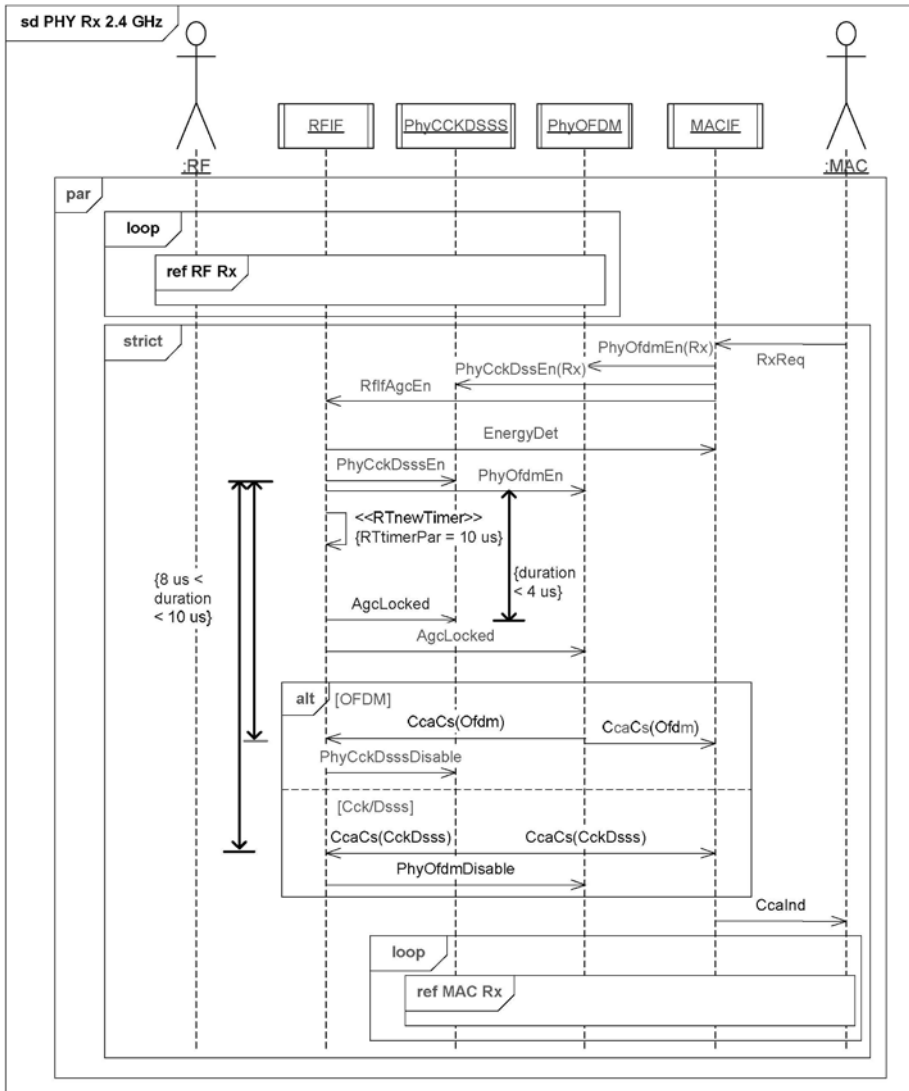 sd PHY Rx 2.4 GHz
RFIF
PhyCCKDSSS
PhyOFDM
MACIF
:RF
:MAC
par
loop
ref RF Rx
strict
PhyOfdmEn(Rx)
RxReq
PhyCckDssEn(Rx)
RfIfAgcEn
EnergyDet
PhyCckDsssEn
PhyOfdmEn
<<RTnewTimer>>
{RTtimerPar = 10 us}
{8 us <
duration
< 10 us}
{duration
< 4 us}
AgcLocked
AgcLocked
alt
[OFDM]
CcaCs(Ofdm)
CcaCs(Ofdm)
PhyCckDsssDisable
[Cck/Dsss]
CcaCs(CckDsss)
CcaCs(CckDsss)
PhyOfdmDisable
CcaInd
loop
ref MAC Rx